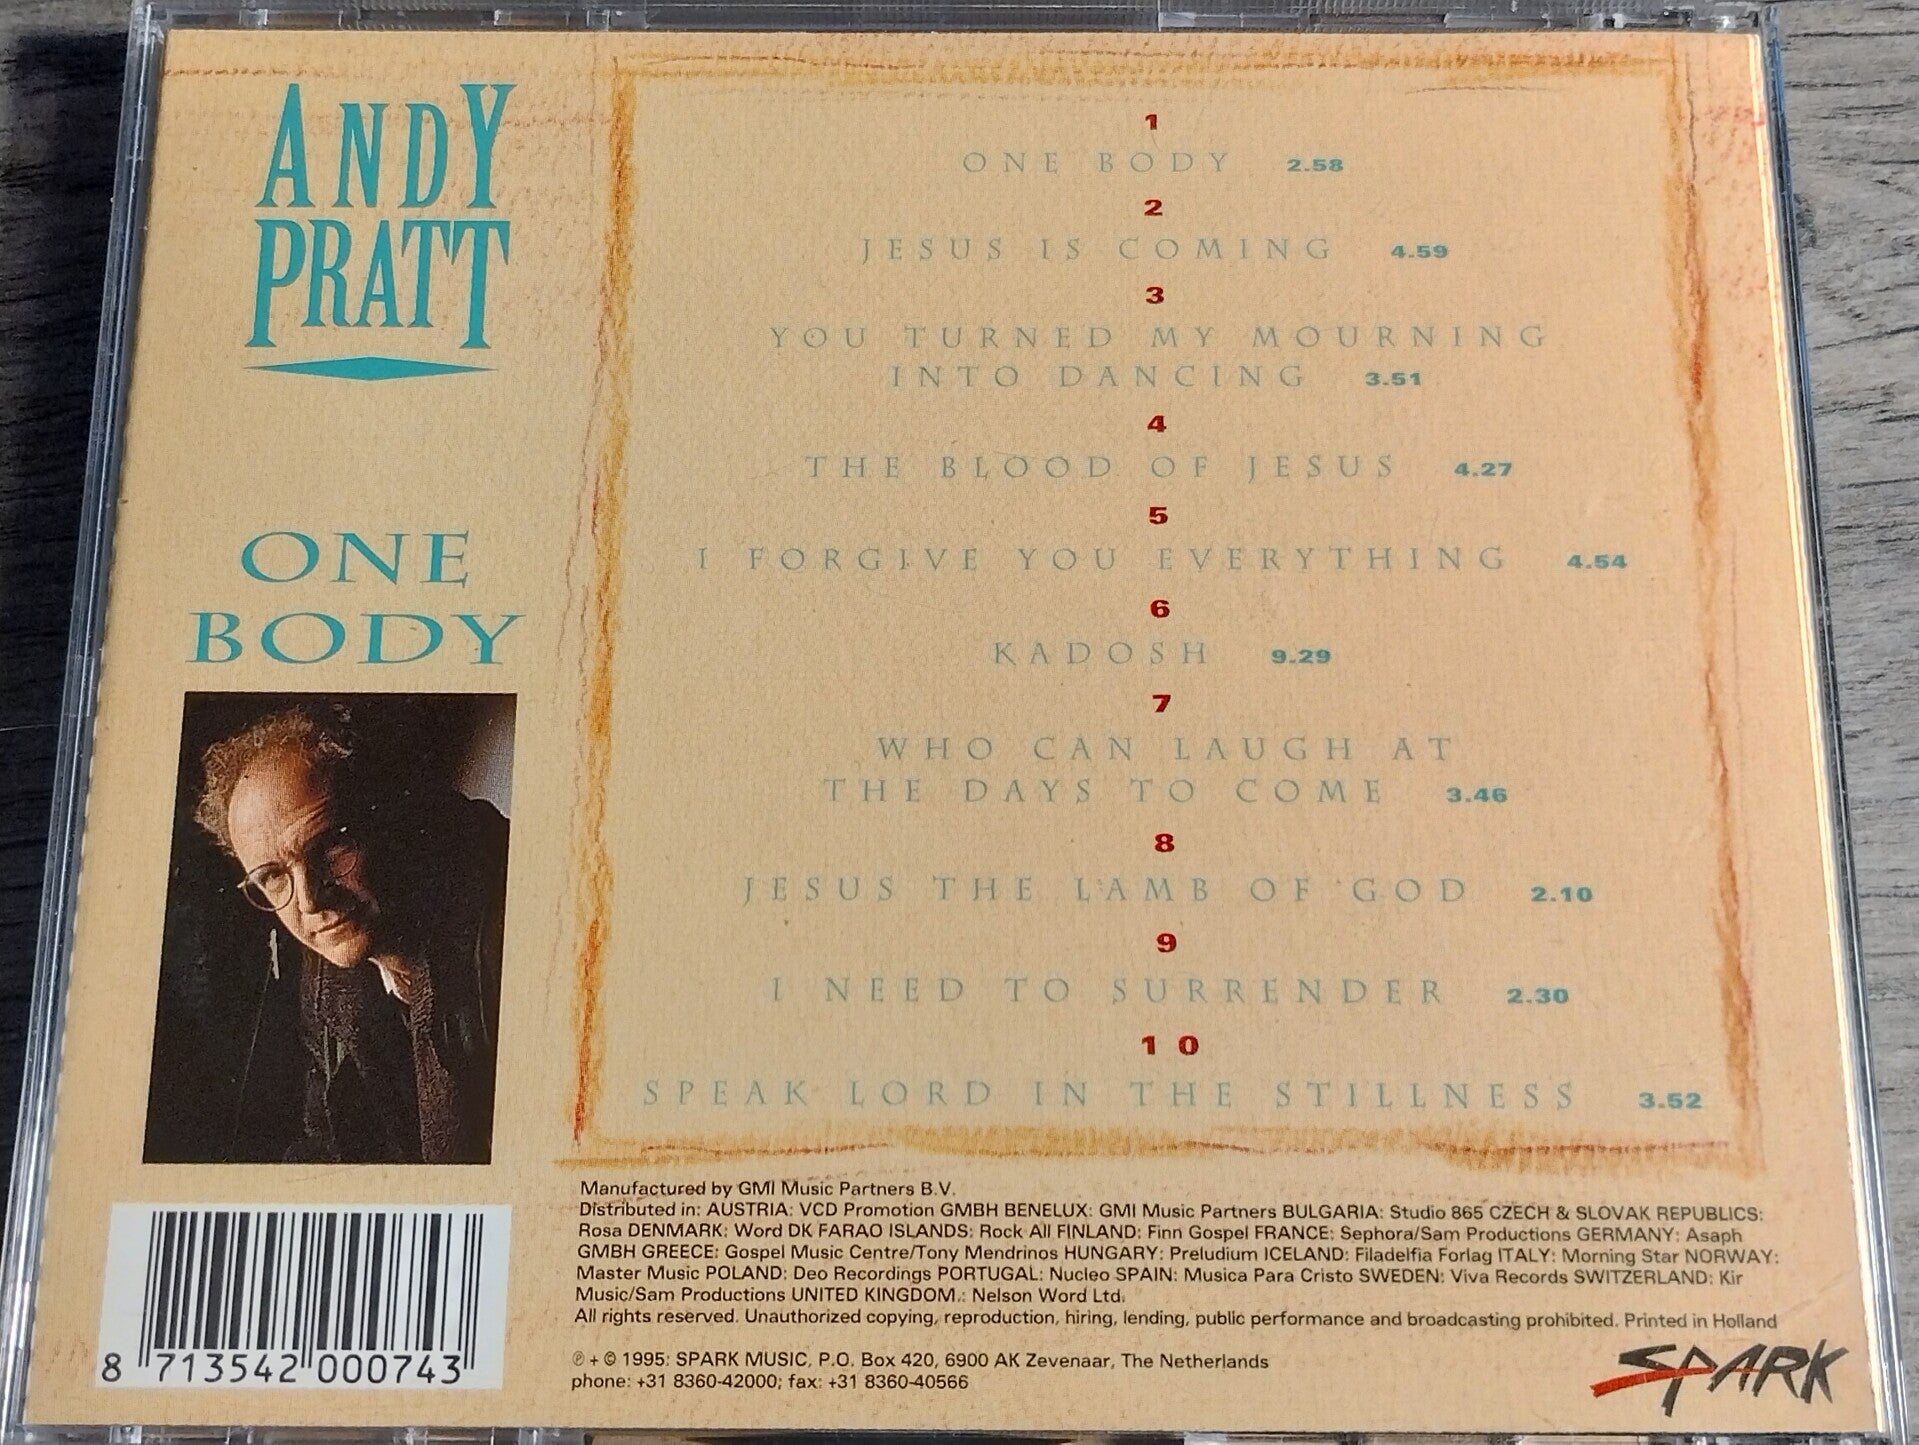 ANDY
PRATT
ONE
BODY
1
ONE BODY 2.58
2
JESUS IS COMING 4.59
3
YOU TURNED MY MOURNING
INTO DANCING 3.51
4
THE BLOOD OF JESUS 4.27
5
I FORGIVE YOU EVERYTHING 4.54
6
KADOSH 9.29
7
WHO CAN LAUGH AT
THE DAYS TO COME 3.46
8
JESUS THE LAMB OF GOD 2.10
9
I NEED TO SURRENDER 2.30
10
SPEAK LORD IN THE STILLNESS 3.52
Manufactured by GMI Music Partners B.V.
Distributed in: AUSTRIA: VCD Promotion GMBH BENELUX: GMI Music Partners BULGARIA: Studio 865 CZECH & SLOVAK REPUBLICS:
Rosa DENMARK: Word DK FARAO ISLANDS: Rock All FINLAND: Finn Gospel FRANCE: Sephora/Sam Productions GERMANY: Asaph
GMBH GREECE: Gospel Music Centre/Tony Mendrinos HUNGARY: Preludium ICELAND: Filadelfia Forlag ITALY: Morning Star NORWAY:
Master Music POLAND: Deo Recordings PORTUGAL: Nucleo SPAIN: Musica Para Cristo SWEDEN: Viva Records SWITZERLAND: Kir
Music/Sam Productions UNITED KINGDOM.: Nelson Word Ltd.
All rights reserved. Unauthorized copying, reproduction, hiring, lending, public performance and broadcasting prohibited. Printed in Holland
℗ + © 1995: SPARK MUSIC, P.O. Box 420, 6900 AK Zevenaar, The Netherlands
phone: +31 8360-42000; fax: +31 8360-40566
SPARK
8 713542 000743